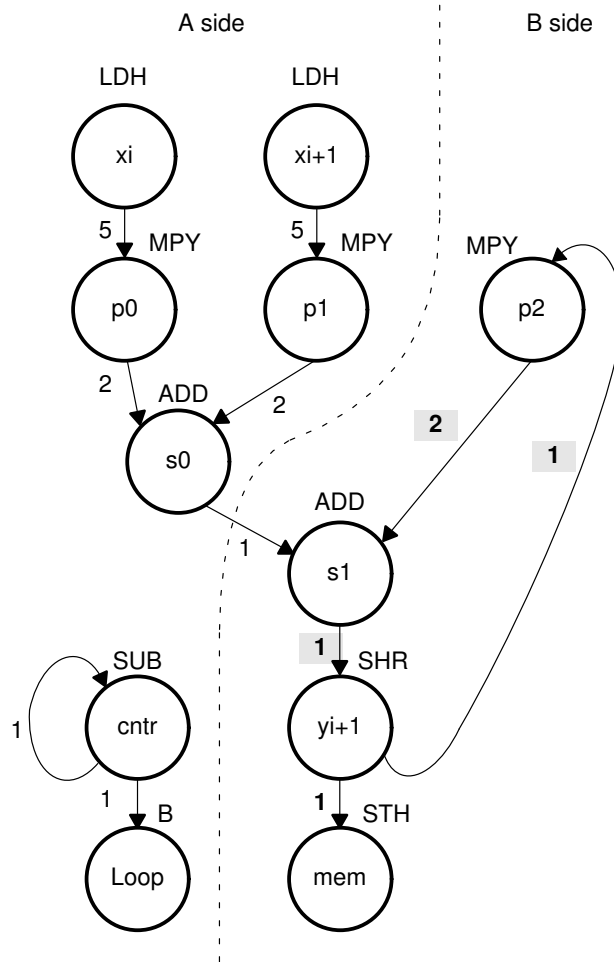 A side B side
LDH LDH
xi xi+1
5 MPY 5 MPY MPY
p0 p1 p2
2 ADD 2
s0
2 1
ADD
1
s1
1 SHR
SUB
1 cntr yi+1
1 B 1 STH
Loop mem